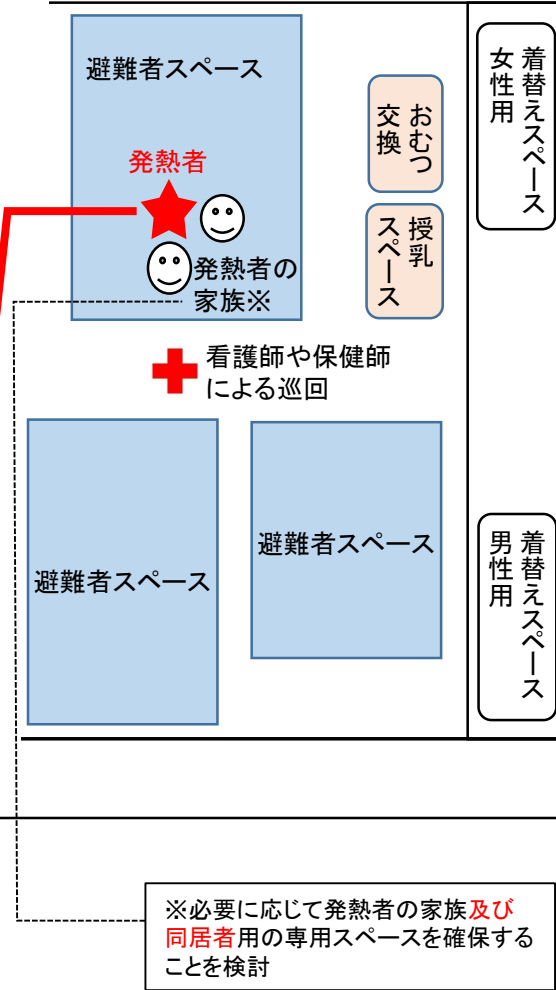 避難者スペース
発熱者
発熱者の
家族※
おむつ
交換
授乳
スペース
着替えスペース
女性用
看護師や保健師
による巡回
避難者スペース
避難者スペース
着替えスペース
男性用
※必要に応じて発熱者の家族及び
同居者用の専用スペースを確保する
ことを検討